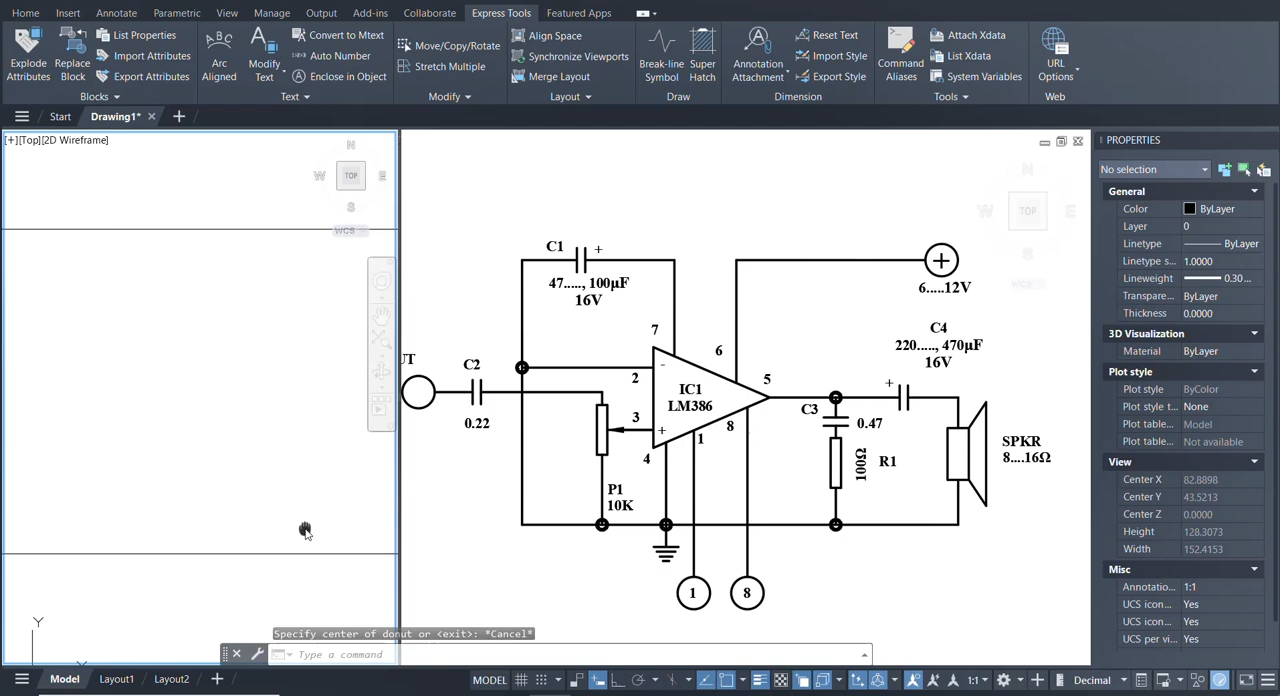 Home Insert Annotate Parametric View Manage Output Add-ins Collaborate Express Tools Featured Apps
Explode Attributes
Replace Block
List Properties
Import Attributes
Export Attributes
Blocks
ABC
Arc Aligned
Modify Text
Convert to Mtext
Auto Number
Enclose in Object
Text
Move/Copy/Rotate
Stretch Multiple
Modify
Align Space
Synchronize Viewports
Merge Layout
Layout
Break-line Symbol
Super Hatch
Draw
Annotation Attachment
Reset Text
Import Style
Export Style
Dimension
Command Aliases
Attach Xdata
List Xdata
System Variables
Tools
URL Options
Web
Start Drawing1*
[+][Top][2D Wireframe]
N
W TOP E
S
WCS
N
W TOP E
S
WCS
C1 +
47....., 100µF
16V
+
6.....12V
7
6
C4
220....., 470µF
16V
UT
C2
0.22
2
-
IC1
LM386
5
+
3
+
8
1
4
C3
0.47
100Ω
R1
SPKR
8....16Ω
P1
10K
1
8
Y
Specify center of donut or <exit>: *Cancel*
Type a command
PROPERTIES
No selection
General
Color ByLayer
Layer 0
Linetype ByLayer
Linetype s... 1.0000
Lineweight 0.30 ...
Transpare... ByLayer
Thickness 0.0000
3D Visualization
Material ByLayer
Plot style
Plot style ByColor
Plot style t... None
Plot table... Model
Plot table... Not available
View
Center X 82.8898
Center Y 43.5213
Center Z 0.0000
Height 128.3073
Width 152.4153
Misc
Annotatio... 1:1
UCS icon... Yes
UCS icon... Yes
UCS per vi... Yes
Model Layout1 Layout2
MODEL 1:1 Decimal